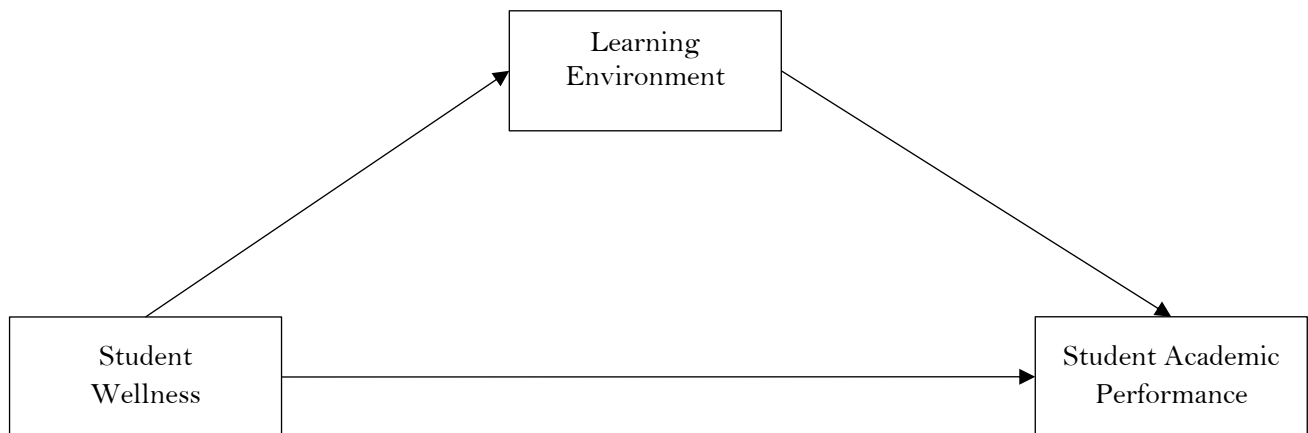 Learning
Environment
Student
Wellness
Student Academic
Performance